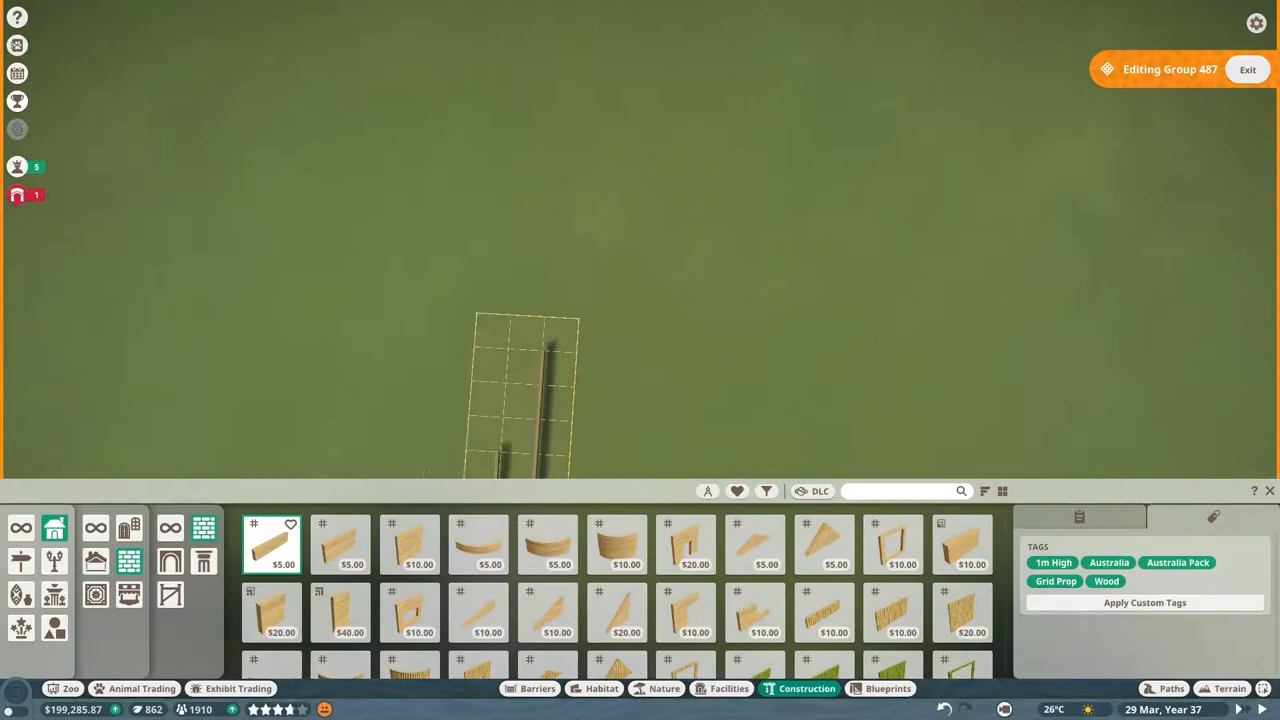 ?
Editing Group 487
Exit
5
1
DLC
?
$5.00
$5.00
$10.00
$5.00
$5.00
$10.00
$20.00
$5.00
$5.00
$10.00
$10.00
$20.00
$40.00
$10.00
$10.00
$10.00
$20.00
$10.00
$10.00
$10.00
$10.00
$20.00
TAGS
1m High
Australia
Australia Pack
Grid Prop
Wood
Apply Custom Tags
Zoo
Animal Trading
Exhibit Trading
Barriers
Habitat
Nature
Facilities
Construction
Blueprints
Paths
Terrain
$199,285.87
862
1910
26°C
29 Mar, Year 37